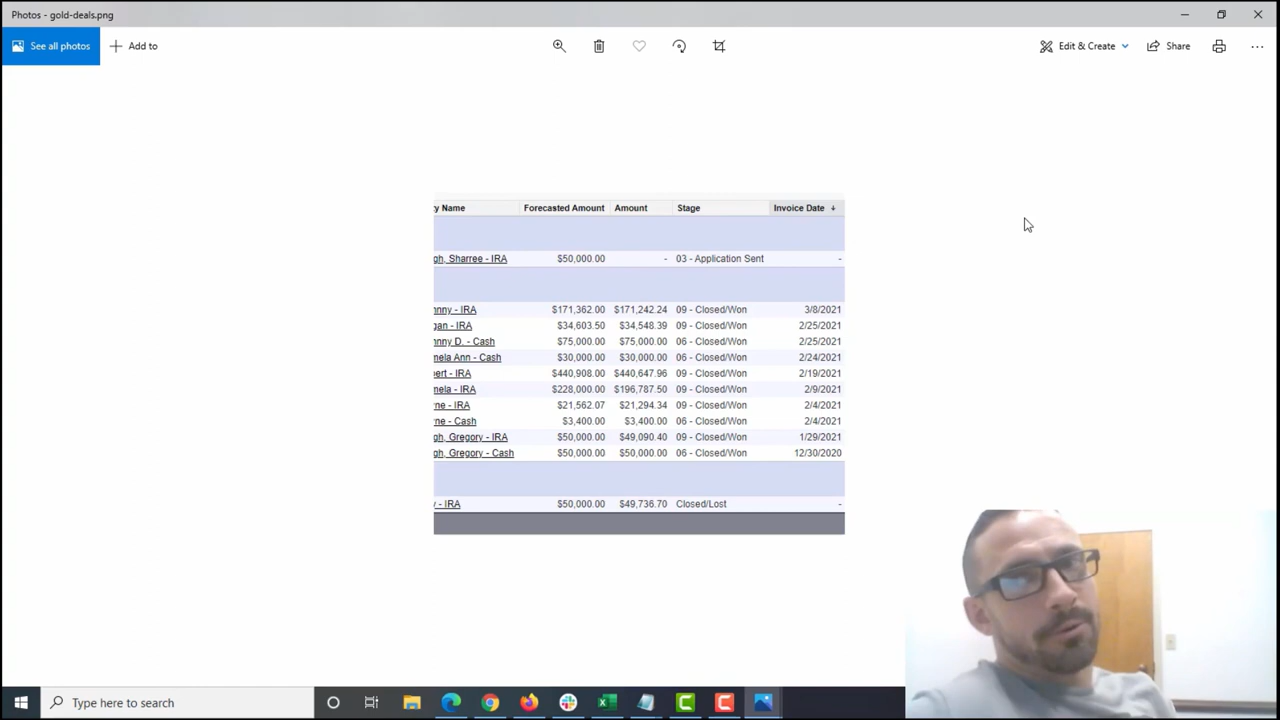 Photos - gold-deals.png
See all photos
Add to
Edit & Create
Share
y Name Forecasted Amount Amount Stage Invoice Date
gh, Sharree - IRA $50,000.00 - 03 - Application Sent -
nny - IRA $171,362.00 $171,242.24 09 - Closed/Won 3/8/2021
gan - IRA $34,603.50 $34,548.39 09 - Closed/Won 2/25/2021
nny D. - Cash $75,000.00 $75,000.00 06 - Closed/Won 2/25/2021
mela Ann - Cash $30,000.00 $30,000.00 06 - Closed/Won 2/24/2021
ert - IRA $440,908.00 $440,647.96 09 - Closed/Won 2/19/2021
mela - IRA $228,000.00 $196,787.50 09 - Closed/Won 2/9/2021
rne - IRA $21,562.07 $21,294.34 09 - Closed/Won 2/4/2021
rne - Cash $3,400.00 $3,400.00 06 - Closed/Won 2/4/2021
gh, Gregory - IRA $50,000.00 $49,090.40 09 - Closed/Won 1/29/2021
gh, Gregory - Cash $50,000.00 $50,000.00 06 - Closed/Won 12/30/2020
- IRA $50,000.00 $49,736.70 Closed/Lost -
Type here to search